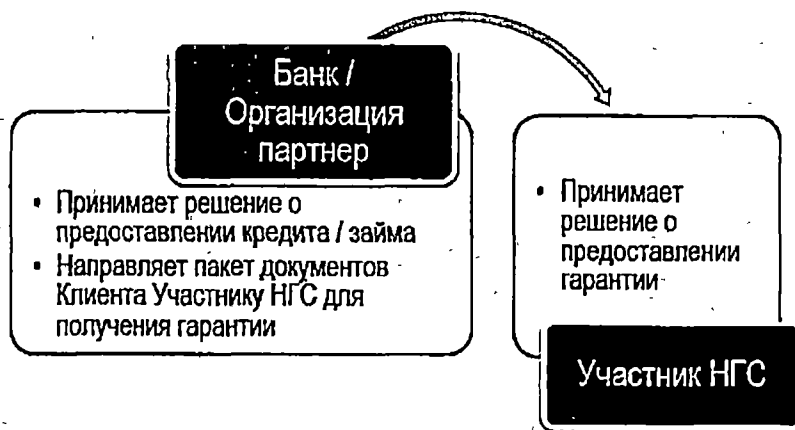 Банк /
Организация
партнер
• Принимает решение о
предоставлении кредита / займа
• Направляет пакет документов
Клиента Участнику НГС для
получения гарантии
• Принимает
решение о
предоставлении
гарантии
Участник НГС